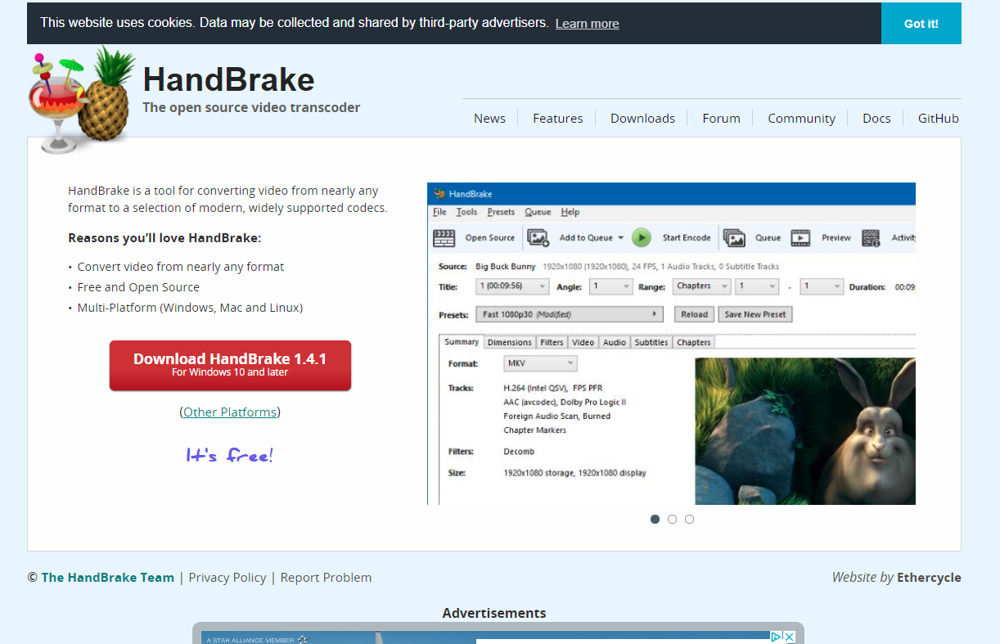 This website uses cookies. Data may be collected and shared by third-party advertisers. Learn more
Got it!
HandBrake
The open source video transcoder
News
Features
Downloads
Forum
Community
Docs
GitHub
HandBrake is a tool for converting video from nearly any
format to a selection of modern, widely supported codecs.
Reasons you'll love HandBrake:
• Convert video from nearly any format
• Free and Open Source
• Multi-Platform (Windows, Mac and Linux)
Download HandBrake 1.4.1
For Windows 10 and later
(Other Platforms)
It's free!
HandBrake
File Tools Presets Queue Help
Open Source Add to Queue Start Encode Queue Preview Activity
Source: Big Buck Bunny 1920x1080 (1920x1080), 24 FPS, 1 Audio Tracks, 0 Subtitle Tracks
Title: 1 (00:09:56) Angle: 1 Range: Chapters 1 - 1 Duration: 00:09
Presets: Fast 1080p30 (Modified) Reload Save New Preset
Summary Dimensions Filters Video Audio Subtitles Chapters
Format: MKV
Tracks: H.264 (Intel QSV), FPS PFR
AAC (avcodec), Dolby Pro Logic II
Foreign Audio Scan, Burned
Chapter Markers
Filters: Decomb
Size: 1920x1080 storage, 1920x1080 display
© The HandBrake Team | Privacy Policy | Report Problem
Website by Ethercycle
Advertisements
A STAR ALLIANCE MEMBER